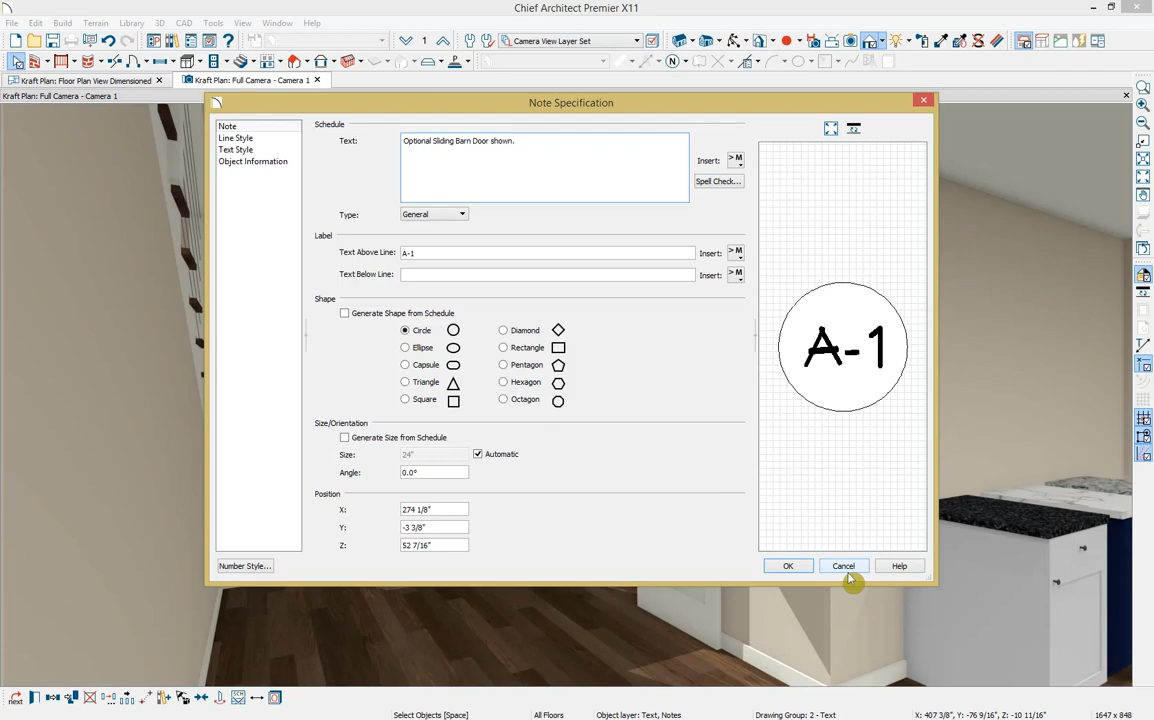 Chief Architect Premier X11
File Edit Build Terrain Library 3D CAD Tools View Window Help
1 Camera View Layer Set
Kraft Plan: Floor Plan View Dimensioned Kraft Plan: Full Camera - Camera 1
Kraft Plan: Full Camera - Camera 1
Note Specification
Note
Line Style
Text Style
Object Information
Schedule
Text: Optional Sliding Barn Door shown.
Insert: > M
Spell Check...
Type: General
Label
Text Above Line: A-1 Insert: > M
Text Below Line: Insert: > M
Shape
Generate Shape from Schedule
Circle Diamond
Ellipse Rectangle
Capsule Pentagon
Triangle Hexagon
Square Octagon
Size/Orientation
Generate Size from Schedule
Size: 24" Automatic
Angle: 0.0°
Position
X: 274 1/8"
Y: -3 3/8"
Z: 52 7/16"
A-1
Number Style... OK Cancel Help
next SCH
Select Objects [Space] All Floors Object layer: Text, Notes Drawing Group: 2 - Text X: 407 3/8", Y: -76 9/16", Z: -10 11/16" 1647 x 848